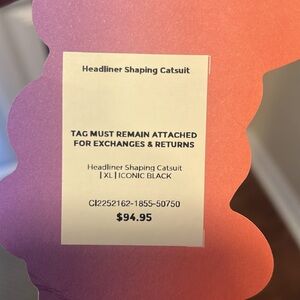 Headliner Shaping Catsuit
TAG MUST REMAIN ATTACHED
FOR EXCHANGES & RETURNS
Headliner Shaping Catsuit
| XL | ICONIC BLACK
CI2252162-1855-50750
$94.95